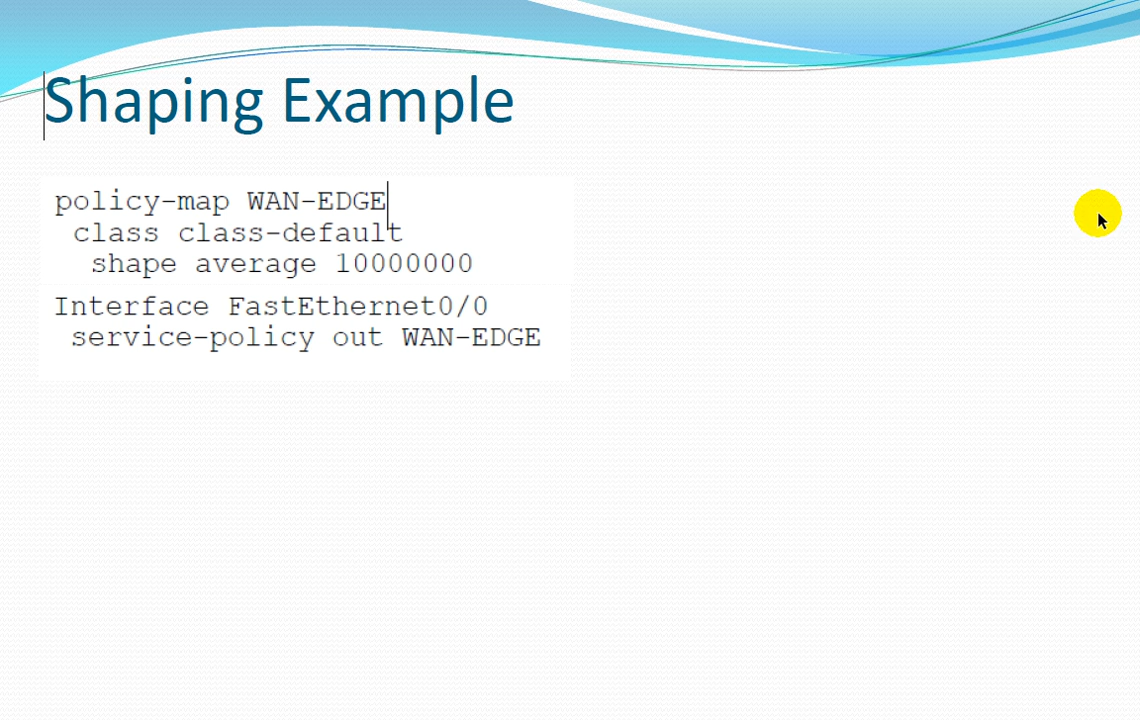 Shaping Example
policy-map WAN-EDGE
class class-default
shape average 10000000
Interface FastEthernet0/0
service-policy out WAN-EDGE